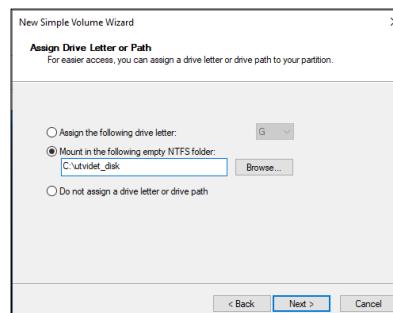 New Simple Volume Wizard
Assign Drive Letter or Path
For easier access, you can assign a drive letter or drive path to your partition.
Assign the following drive letter: G
Mount in the following empty NTFS folder:
C:\utvidet_disk Browse...
Do not assign a drive letter or drive path
< Back Next > Cancel